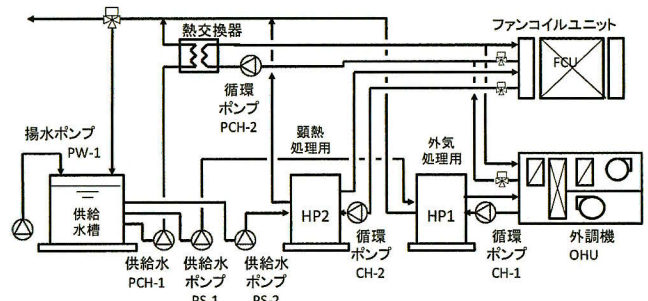 熱交換器
ファンコイルユニット
FCU
循環
ポンプ
PCH-2
揚水ポンプ
PW-1
顕熱
処理用
外気
処理用
供給
水槽
HP2
HP1
供給水
PCH-1
供給水
ポンプ
PS-1
供給水
ポンプ
PS-2
循環
ポンプ
CH-2
循環
ポンプ
CH-1
外調機
OHU